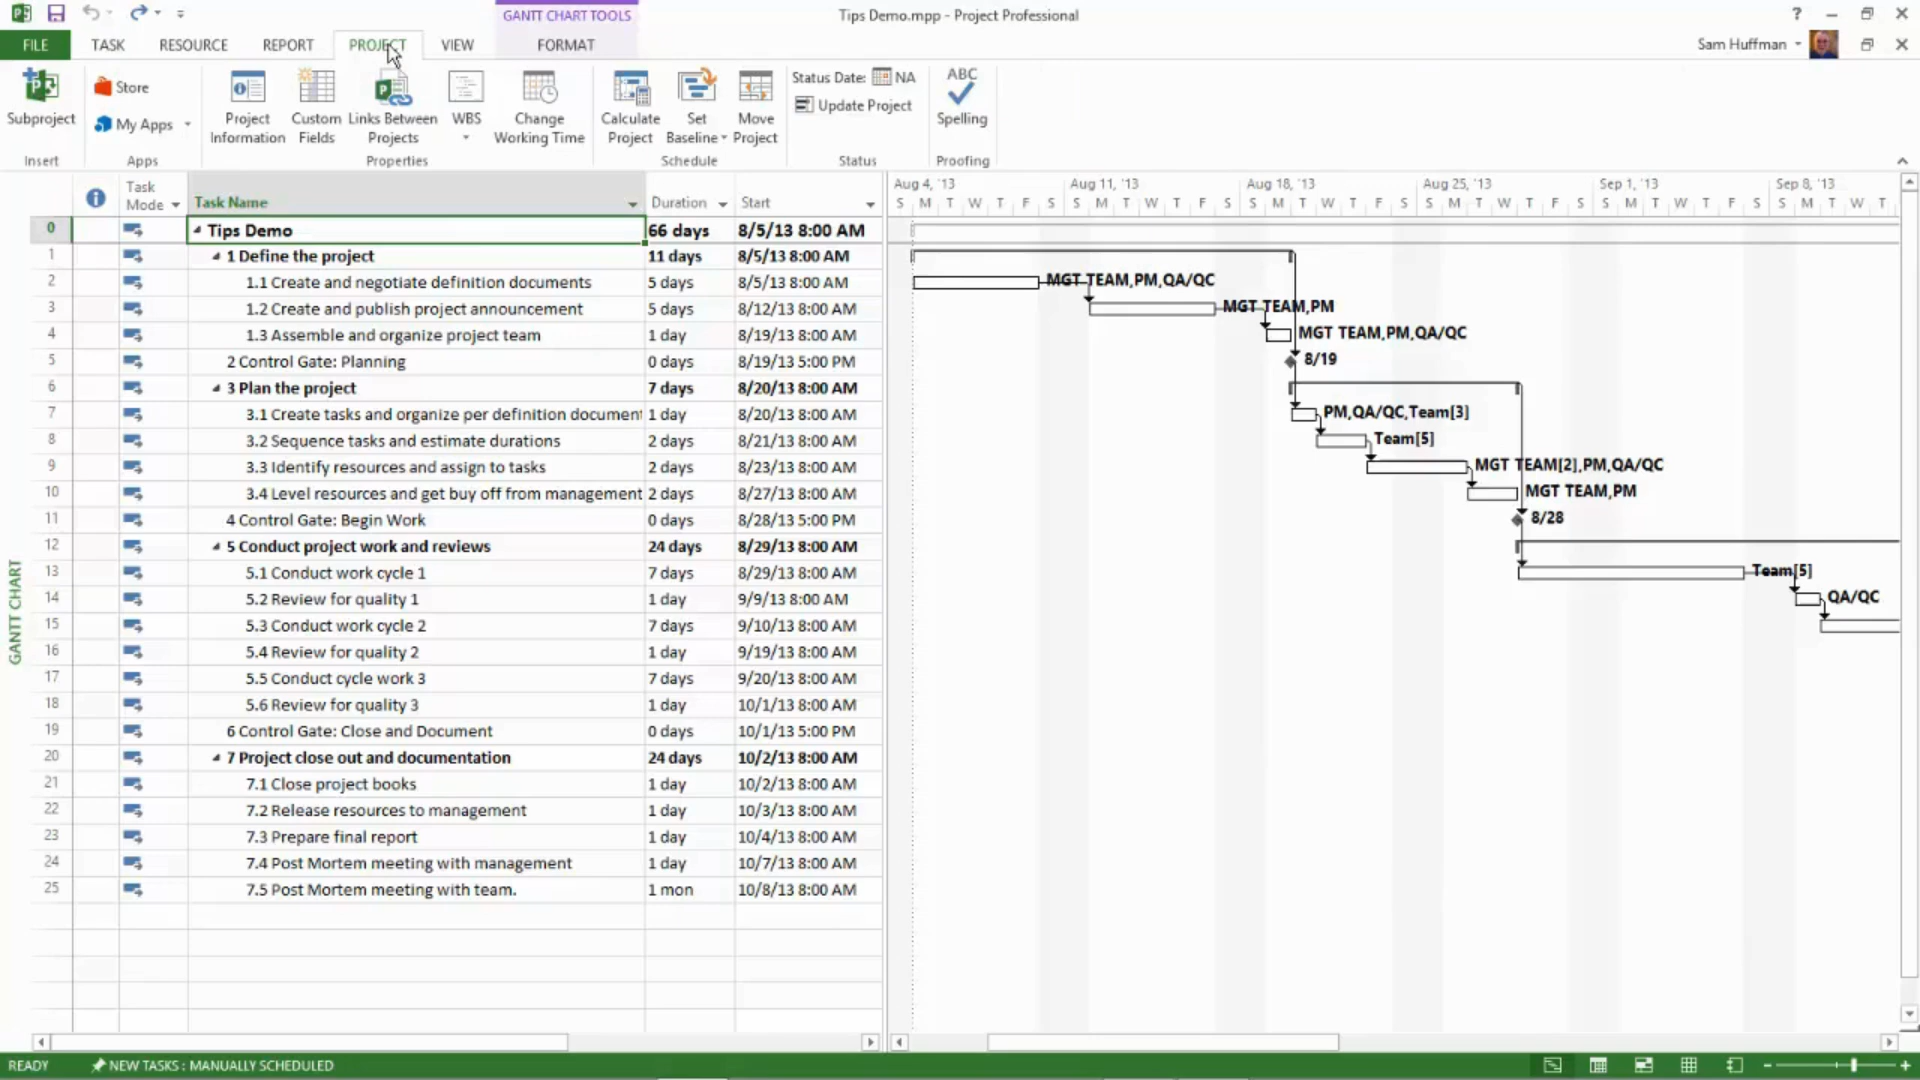 GANTT CHART TOOLS
Tips Demo.mpp - Project Professional
?
FILE TASK RESOURCE REPORT PROJECT VIEW FORMAT
Sam Huffman
Subproject
Store
My Apps
Project Information
Custom Fields
Links Between Projects
WBS
Change Working Time
Calculate Project
Set Baseline
Move Project
Status Date: NA
Update Project
ABC
Spelling
Insert Apps Properties Schedule Status Proofing
Task Mode Task Name Duration Start
Aug 4, '13 Aug 11, '13 Aug 18, '13 Aug 25, '13 Sep 1, '13 Sep 8, '13
S M T W T F S S M T W T F S S M T W T F S S M T W T F S S M T W T F S S M T W T
0 Tips Demo 66 days 8/5/13 8:00 AM
1 1 Define the project 11 days 8/5/13 8:00 AM
2 1.1 Create and negotiate definition documents 5 days 8/5/13 8:00 AM MGT TEAM,PM,QA/QC
3 1.2 Create and publish project announcement 5 days 8/12/13 8:00 AM MGT TEAM,PM
4 1.3 Assemble and organize project team 1 day 8/19/13 8:00 AM MGT TEAM,PM,QA/QC
5 2 Control Gate: Planning 0 days 8/19/13 5:00 PM 8/19
6 3 Plan the project 7 days 8/20/13 8:00 AM
7 3.1 Create tasks and organize per definition document 1 day 8/20/13 8:00 AM PM,QA/QC,Team[3]
8 3.2 Sequence tasks and estimate durations 2 days 8/21/13 8:00 AM Team[5]
9 3.3 Identify resources and assign to tasks 2 days 8/23/13 8:00 AM MGT TEAM[2],PM,QA/QC
10 3.4 Level resources and get buy off from management 2 days 8/27/13 8:00 AM MGT TEAM,PM
11 4 Control Gate: Begin Work 0 days 8/28/13 5:00 PM 8/28
12 5 Conduct project work and reviews 24 days 8/29/13 8:00 AM
13 5.1 Conduct work cycle 1 7 days 8/29/13 8:00 AM Team[5]
14 5.2 Review for quality 1 1 day 9/9/13 8:00 AM QA/QC
15 5.3 Conduct work cycle 2 7 days 9/10/13 8:00 AM
16 5.4 Review for quality 2 1 day 9/19/13 8:00 AM
17 5.5 Conduct cycle work 3 7 days 9/20/13 8:00 AM
18 5.6 Review for quality 3 1 day 10/1/13 8:00 AM
19 6 Control Gate: Close and Document 0 days 10/1/13 5:00 PM
20 7 Project close out and documentation 24 days 10/2/13 8:00 AM
21 7.1 Close project books 1 day 10/2/13 8:00 AM
22 7.2 Release resources to management 1 day 10/3/13 8:00 AM
23 7.3 Prepare final report 1 day 10/4/13 8:00 AM
24 7.4 Post Mortem meeting with management 1 day 10/7/13 8:00 AM
25 7.5 Post Mortem meeting with team. 1 mon 10/8/13 8:00 AM
GANTT CHART
READY NEW TASKS : MANUALLY SCHEDULED